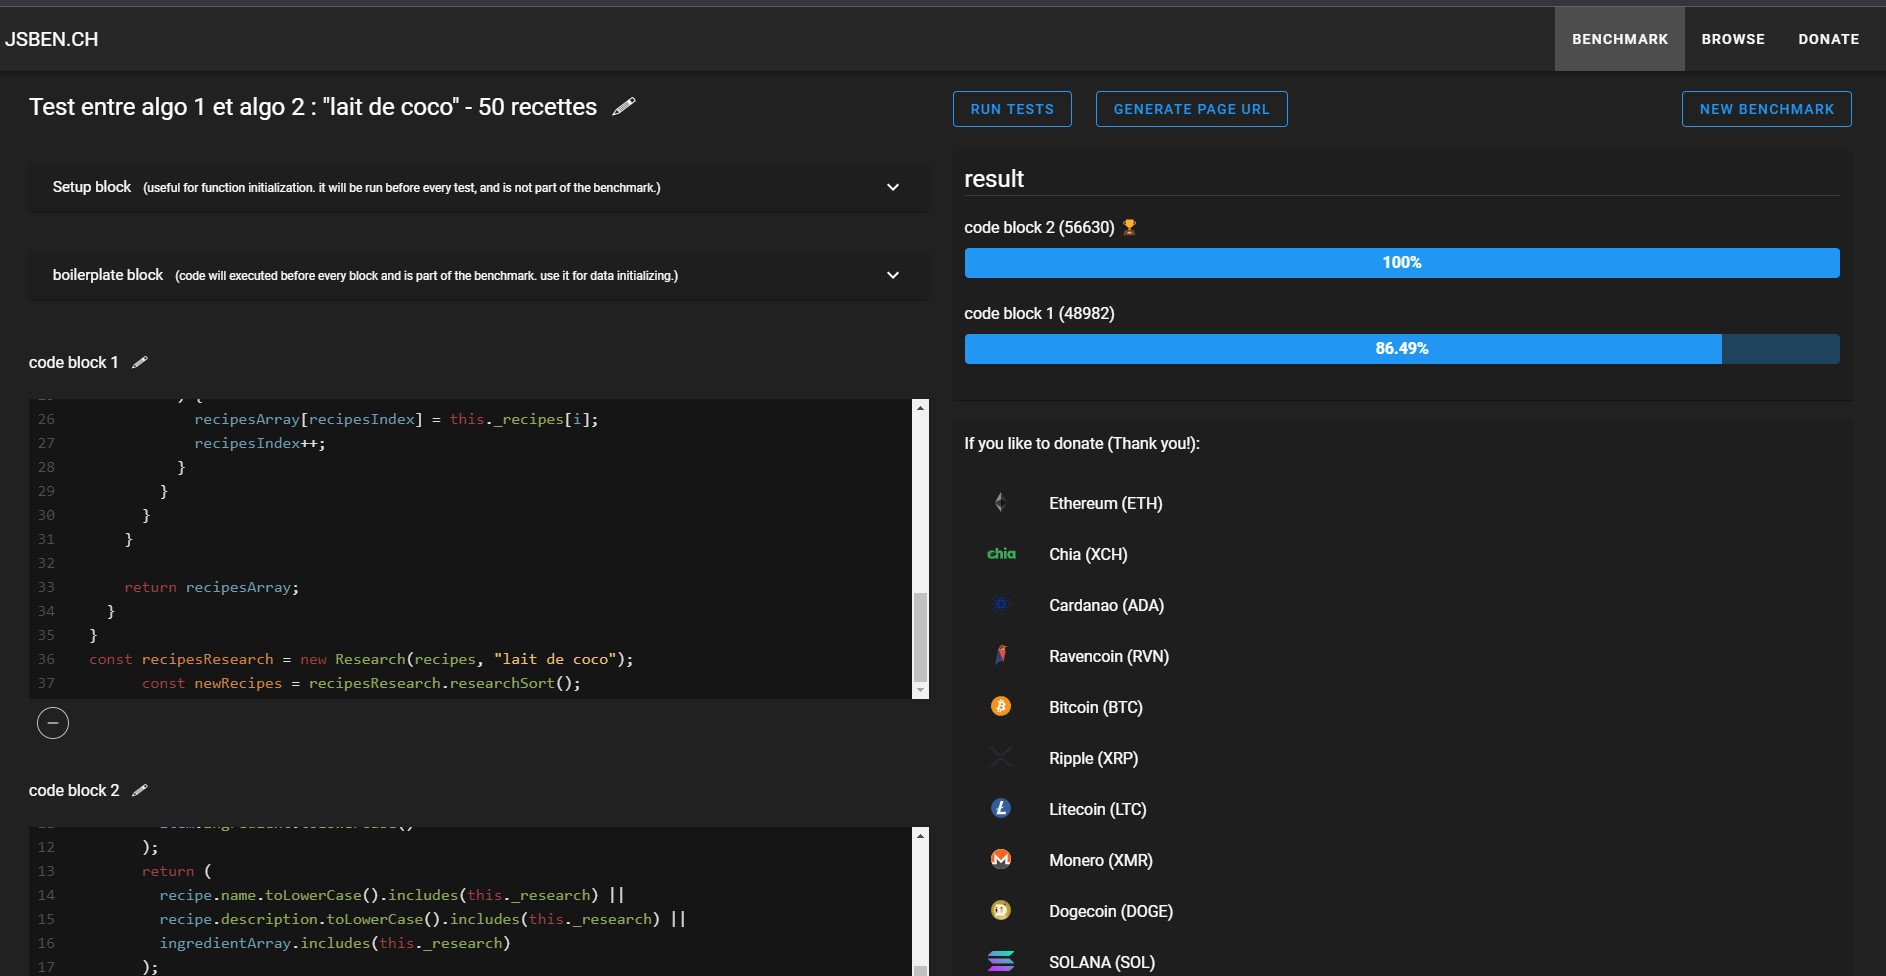 JSBEN.CH
BENCHMARK
BROWSE
DONATE
Test entre algo 1 et algo 2 : "lait de coco" - 50 recettes
RUN TESTS
GENERATE PAGE URL
NEW BENCHMARK
Setup block (useful for function initialization. it will be run before every test, and is not part of the benchmark.)
boilerplate block (code will executed before every block and is part of the benchmark. use it for data initializing.)
code block 1
26 recipesArray[recipesIndex] = this._recipes[i];
27 recipesIndex++;
28 }
29 }
30 }
31 }
32
33 return recipesArray;
34 }
35 }
36 const recipesResearch = new Research(recipes, "lait de coco");
37 const newRecipes = recipesResearch.researchSort();
code block 2
12 );
13 return (
14 recipe.name.toLowerCase().includes(this._research) ||
15 recipe.description.toLowerCase().includes(this._research) ||
16 ingredientArray.includes(this._research)
17 );
result
code block 2 (56630)
100%
code block 1 (48982)
86.49%
If you like to donate (Thank you!):
Ethereum (ETH)
chia
Chia (XCH)
Cardanao (ADA)
Ravencoin (RVN)
Bitcoin (BTC)
Ripple (XRP)
Litecoin (LTC)
Monero (XMR)
Dogecoin (DOGE)
SOLANA (SOL)